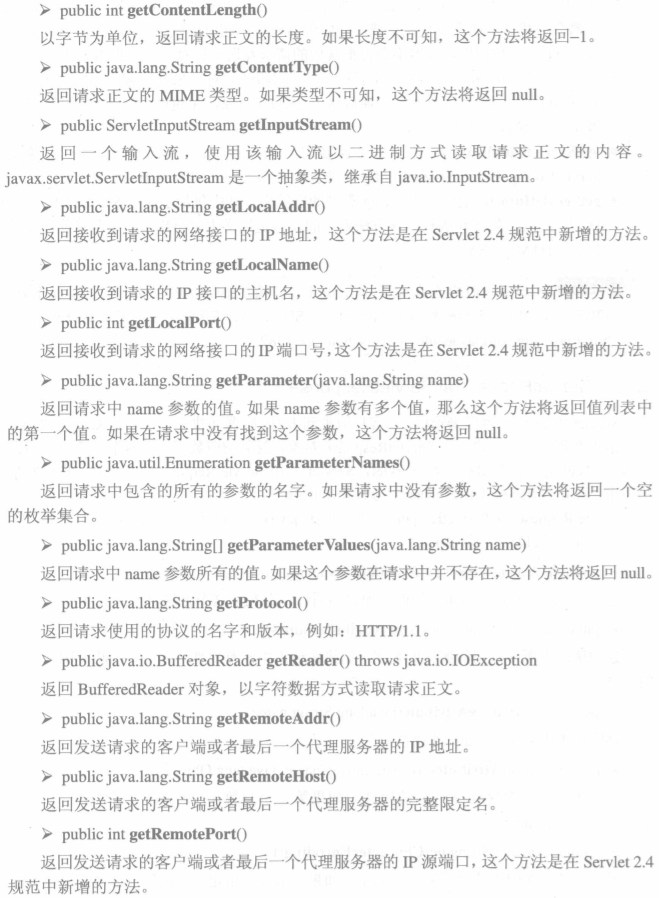 ➢ public int getContentLength()
以字节为单位，返回请求正文的长度。如果长度不可知，这个方法将返回–1。
➢ public java.lang.String getContentType()
返回请求正文的 MIME 类型。如果类型不可知，这个方法将返回 null。
➢ public ServletInputStream getInputStream()
返回一个输入流，使用该输入流以二进制方式读取请求正文的内容。
javax.servlet.ServletInputStream 是一个抽象类，继承自 java.io.InputStream。
➢ public java.lang.String getLocalAddr()
返回接收到请求的网络接口的 IP 地址，这个方法是在 Servlet 2.4 规范中新增的方法。
➢ public java.lang.String getLocalName()
返回接收到请求的 IP 接口的主机名，这个方法是在 Servlet 2.4 规范中新增的方法。
➢ public int getLocalPort()
返回接收到请求的网络接口的 IP 端口号，这个方法是在 Servlet 2.4 规范中新增的方法。
➢ public java.lang.String getParameter(java.lang.String name)
返回请求中 name 参数的值。如果 name 参数有多个值，那么这个方法将返回值列表中
的第一个值。如果在请求中没有找到这个参数，这个方法将返回 null。
➢ public java.util.Enumeration getParameterNames()
返回请求中包含的所有的参数的名字。如果请求中没有参数，这个方法将返回一个空
的枚举集合。
➢ public java.lang.String[] getParameterValues(java.lang.String name)
返回请求中 name 参数所有的值。如果这个参数在请求中并不存在，这个方法将返回 null。
➢ public java.lang.String getProtocol()
返回请求使用的协议的名字和版本，例如：HTTP/1.1。
➢ public java.io.BufferedReader getReader() throws java.io.IOException
返回 BufferedReader 对象，以字符数据方式读取请求正文。
➢ public java.lang.String getRemoteAddr()
返回发送请求的客户端或者最后一个代理服务器的 IP 地址。
➢ public java.lang.String getRemoteHost()
返回发送请求的客户端或者最后一个代理服务器的完整限定名。
➢ public int getRemotePort()
返回发送请求的客户端或者最后一个代理服务器的 IP 源端口，这个方法是在 Servlet 2.4
规范中新增的方法。